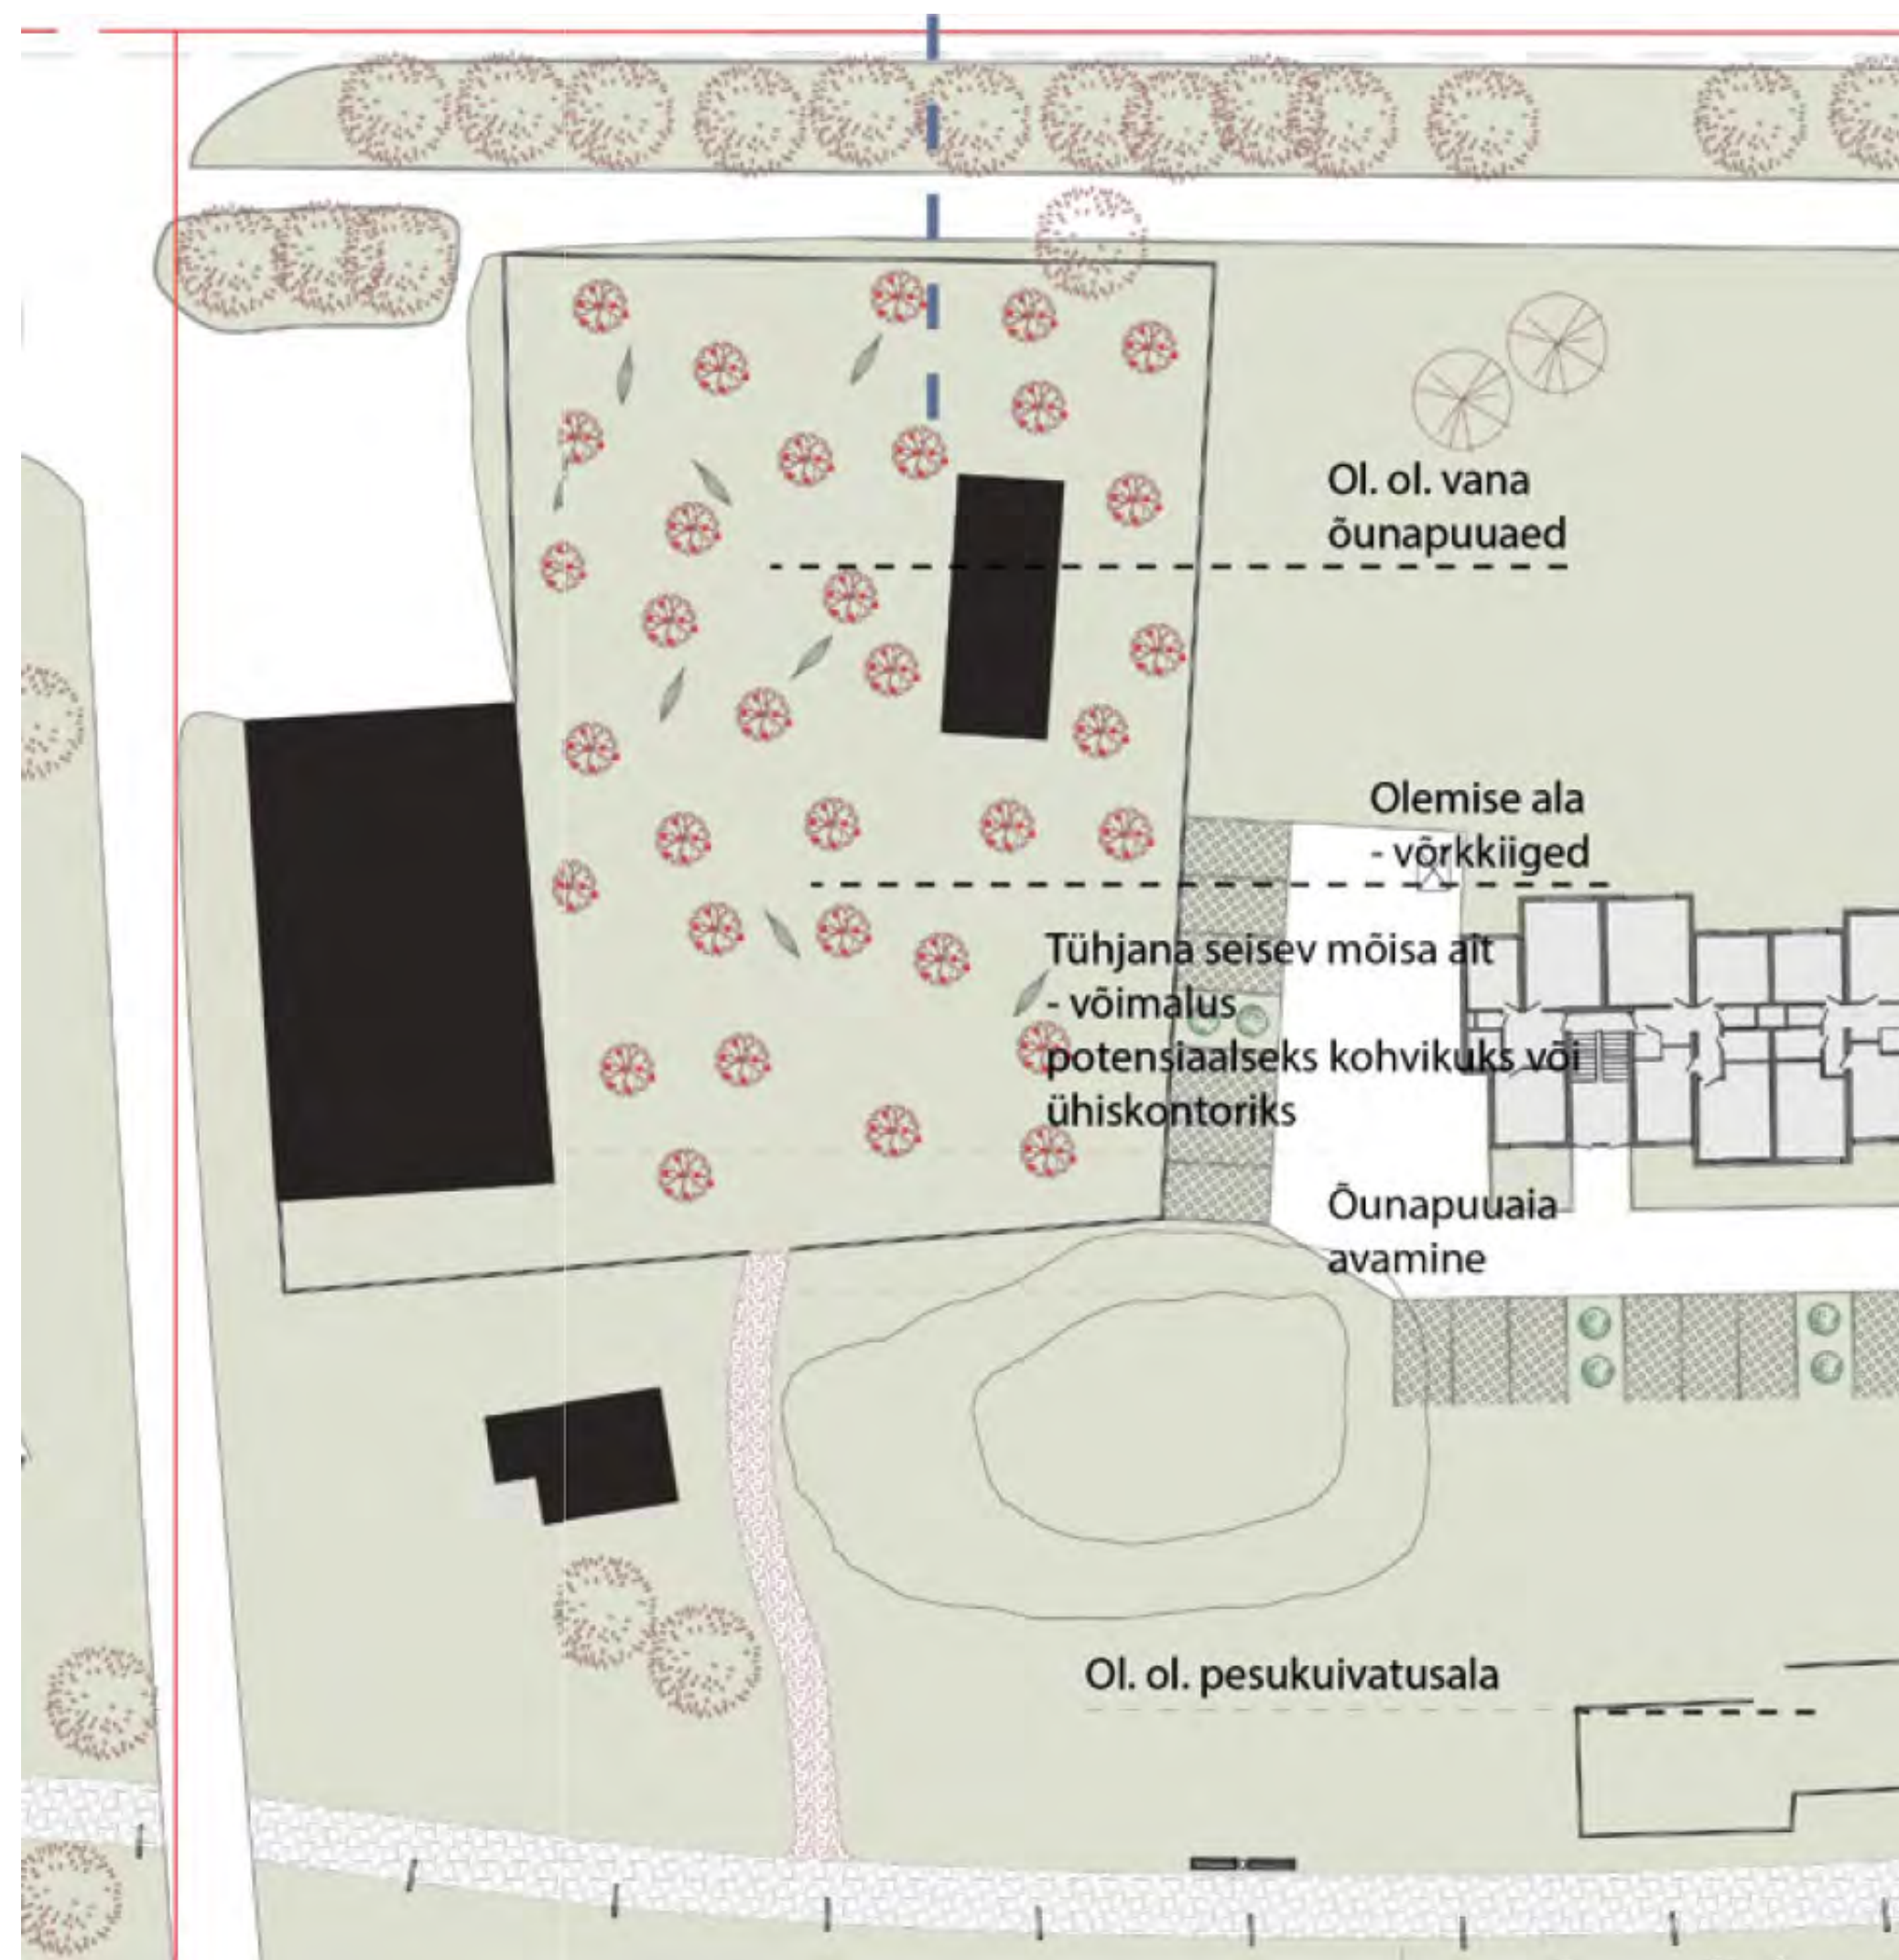 Ol. ol. vana
õunapuuaed
Olemise ala
- võrkkiiged
Tühjana seisev mõisa ait
- võimalus
potensiaalseks kohvikuks või
ühiskontoriks
Õunapuuaia
avamine
Ol. ol. pesukuivatusala